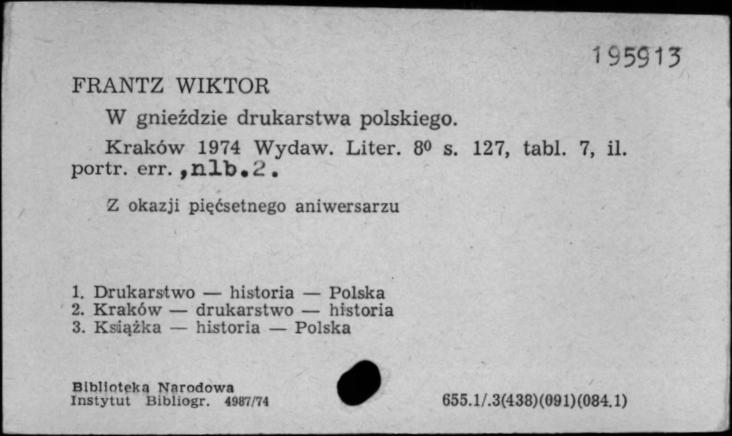 195913
FRANTZ WIKTOR
W gnieździe drukarstwa polskiego.
Kraków 1974 Wydaw. Liter. 8⁰ s. 127, tabl. 7, il.
portr. err. ,nlb.2.
Z okazji pięćsetnego aniwersarzu
1. Drukarstwo — historia — Polska
2. Kraków — drukarstwo — historia
3. Książka — historia — Polska
Biblioteka Narodowa
Instytut Bibliogr. 4987/74
655.1/.3(438)(091)(084.1)